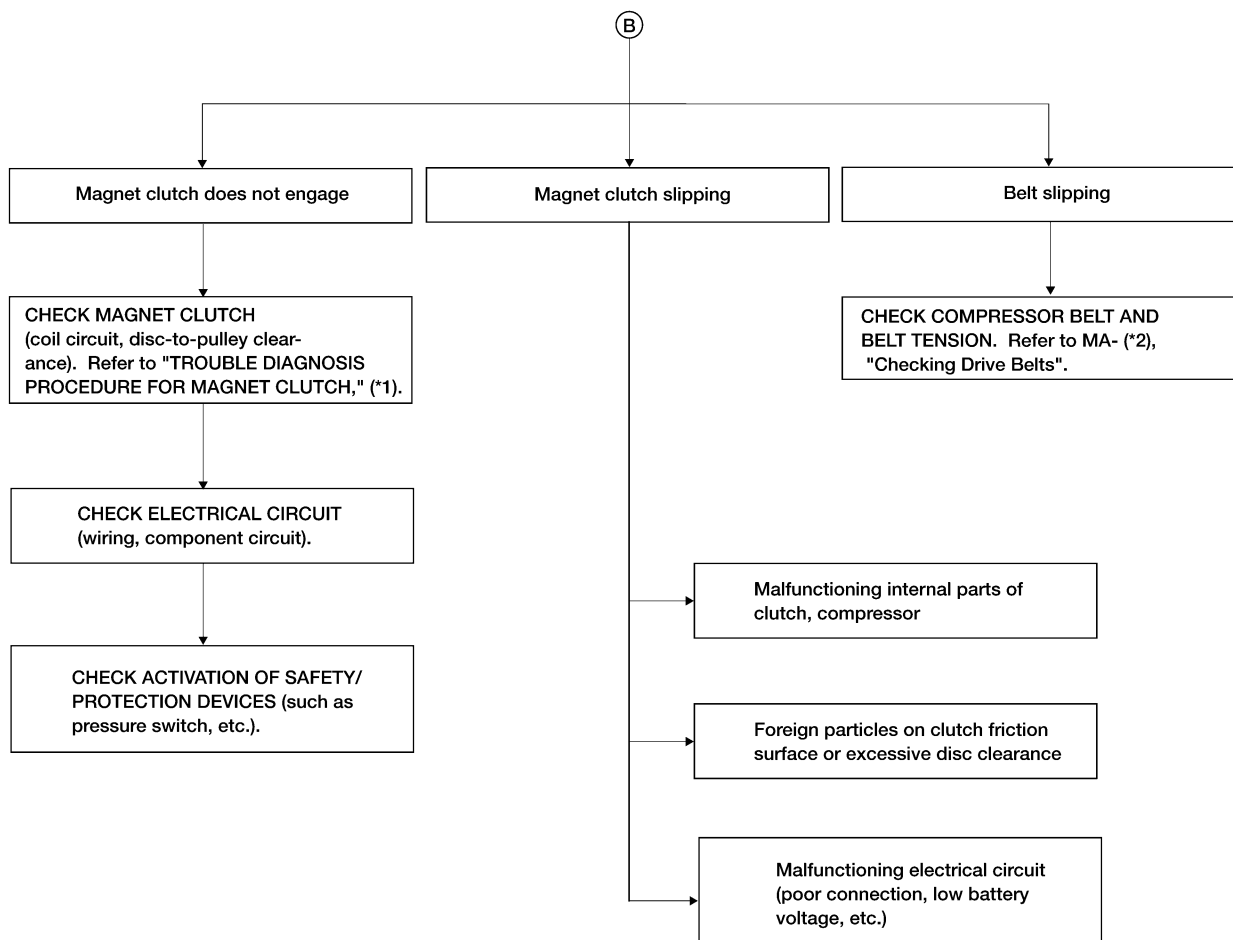 B
Magnet clutch does not engage
Magnet clutch slipping
Belt slipping
CHECK MAGNET CLUTCH
(coil circuit, disc-to-pulley clear-
ance). Refer to "TROUBLE DIAGNOSIS
PROCEDURE FOR MAGNET CLUTCH," (*1).
CHECK COMPRESSOR BELT AND
BELT TENSION. Refer to MA- (*2),
"Checking Drive Belts".
CHECK ELECTRICAL CIRCUIT
(wiring, component circuit).
CHECK ACTIVATION OF SAFETY/
PROTECTION DEVICES (such as
pressure switch, etc.).
Malfunctioning internal parts of
clutch, compressor
Foreign particles on clutch friction
surface or excessive disc clearance
Malfunctioning electrical circuit
(poor connection, low battery
voltage, etc.)